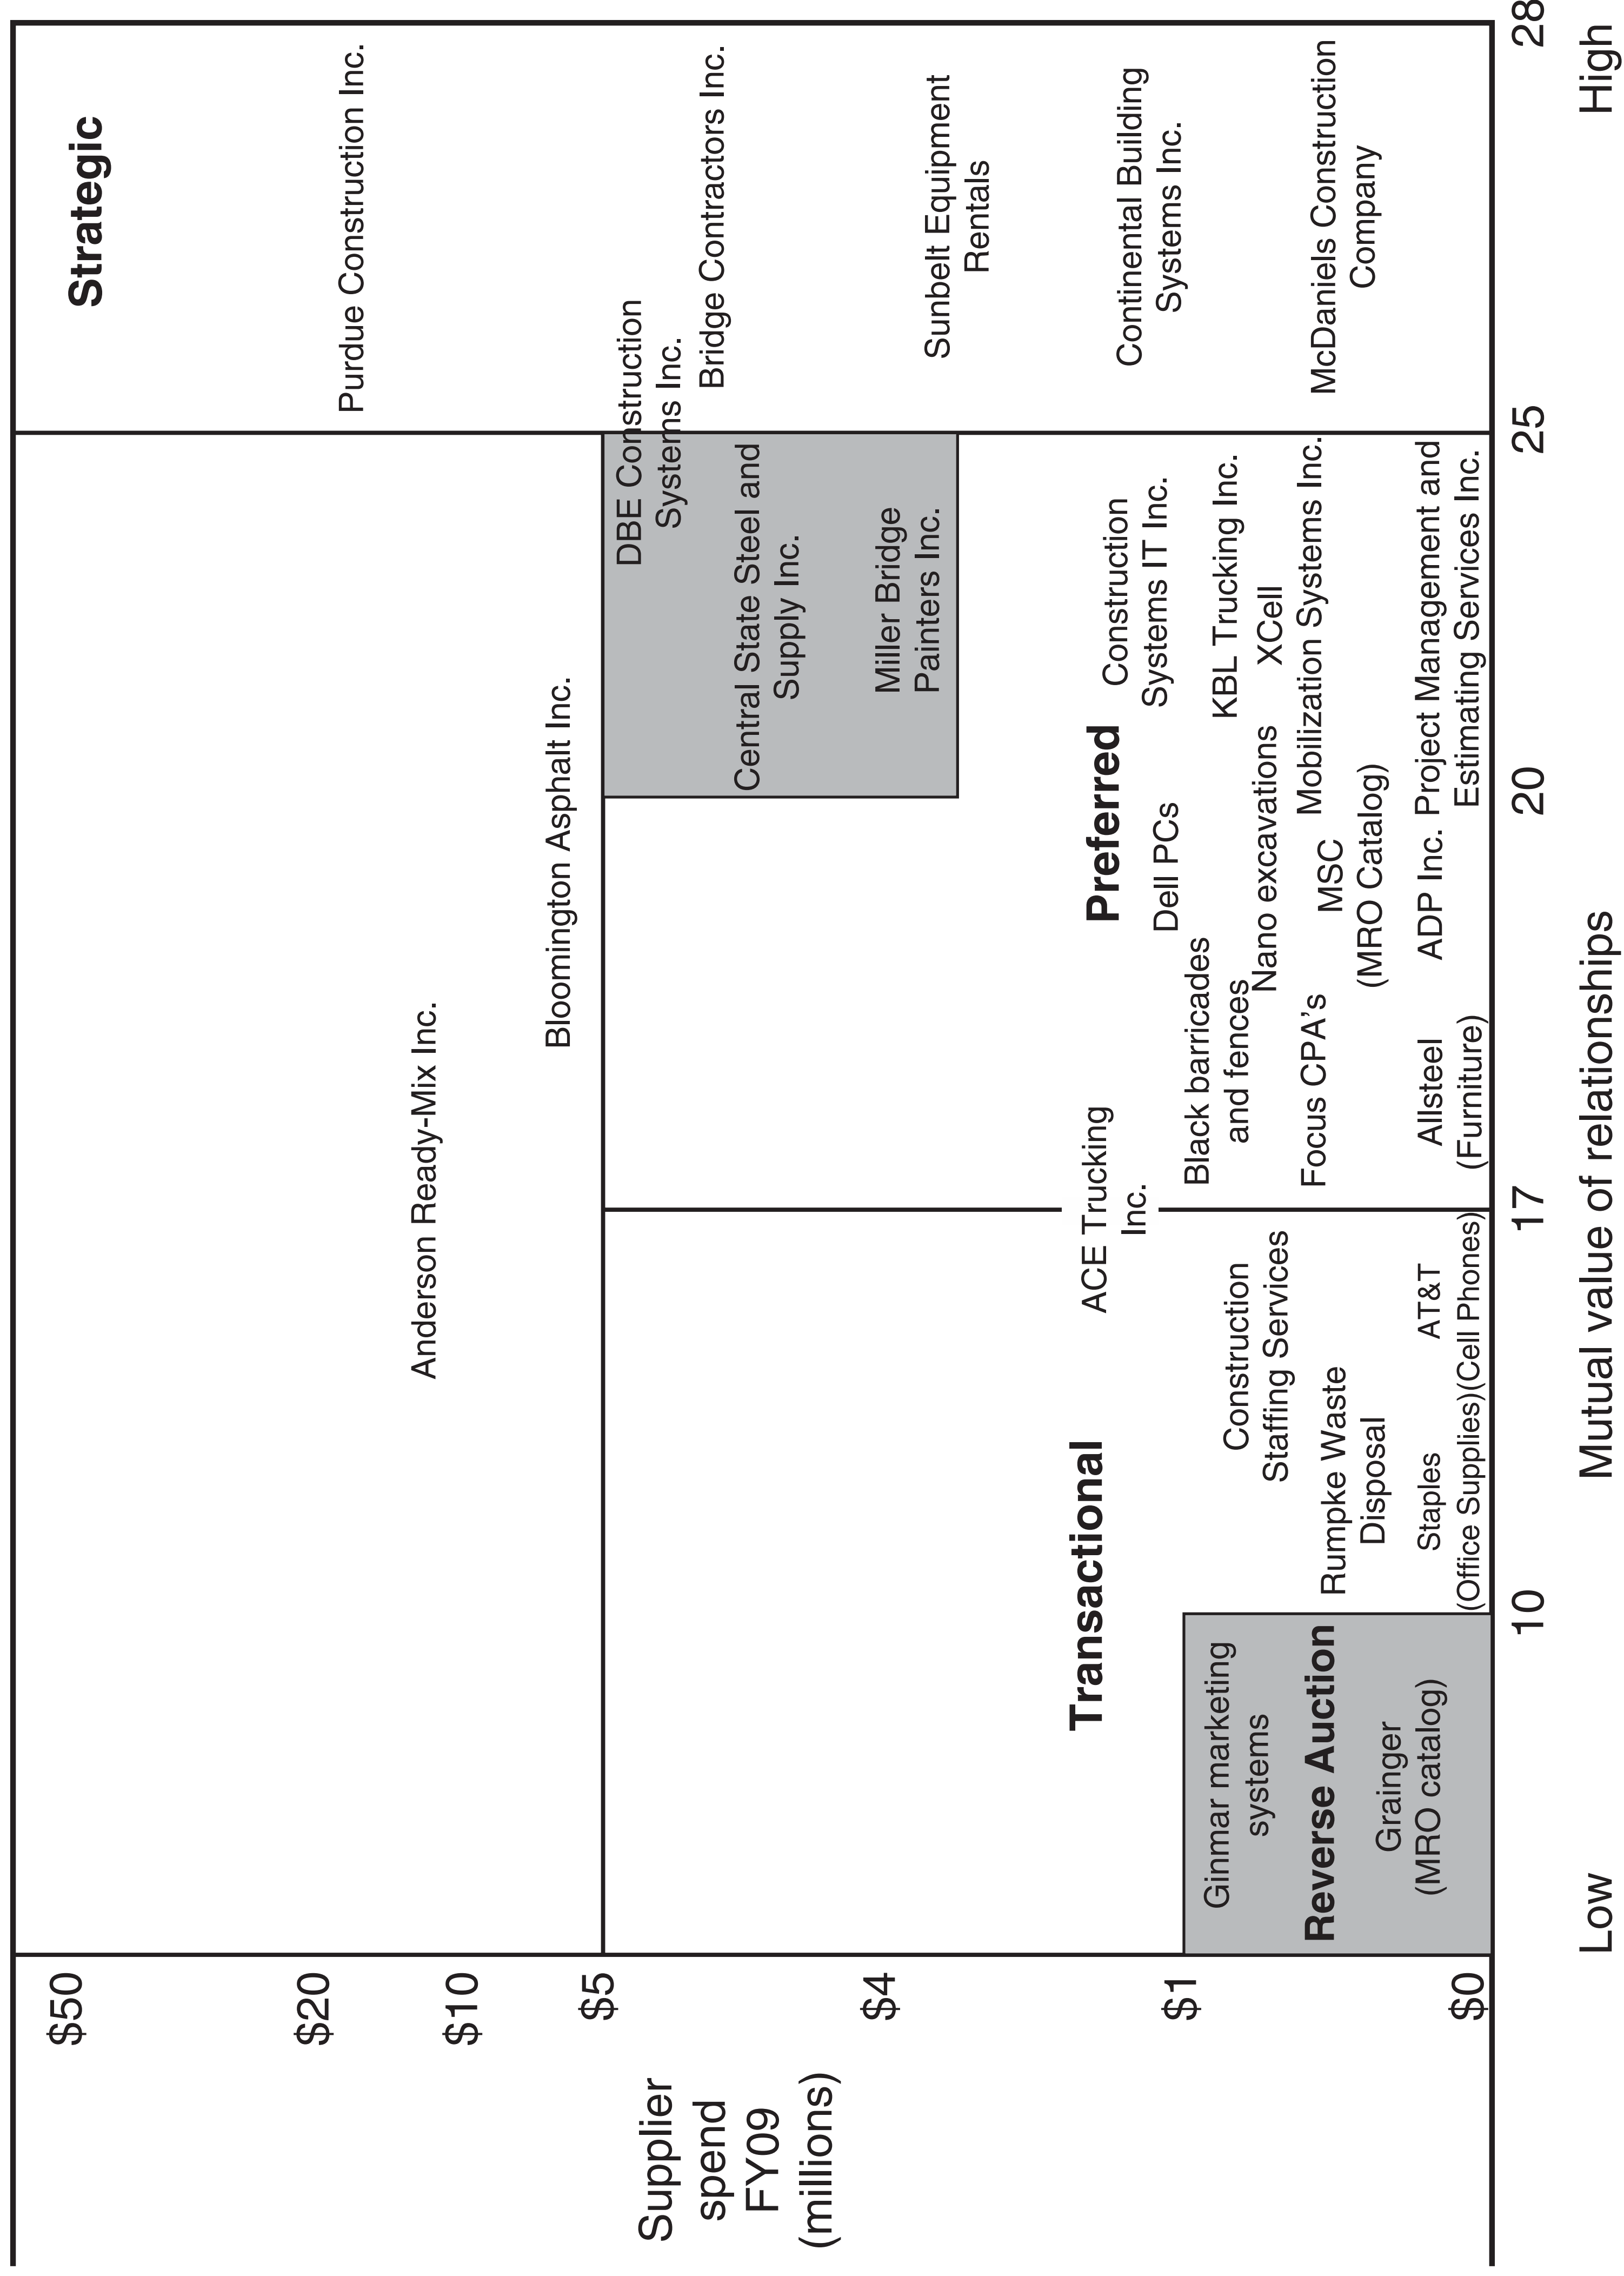 Strategic
$50
Purdue Construction Inc.
$20
Anderson Ready-Mix Inc.
$10
Bloomington Asphalt Inc.
$5
DBE Construction
Systems Inc.
Bridge Contractors Inc.
Central State Steel and
Supply Inc.
Supplier
spend
FY09
(millions)
$4
Miller Bridge
Painters Inc.
Sunbelt Equipment
Rentals
Transactional
Preferred
ACE Trucking
Inc.
Construction
Systems IT Inc.
Continental Building
Systems Inc.
Dell PCs
$1
Black barricades
and fences
KBL Trucking Inc.
Ginmar marketing
systems
Construction
Staffing Services
Nano excavations
XCell
Mobilization Systems Inc.
Reverse Auction
Rumpke Waste
Disposal
Focus CPA's
MSC
(MRO Catalog)
McDaniels Construction
Company
Grainger
(MRO catalog)
Staples
(Office Supplies)
AT&T
(Cell Phones)
Allsteel
(Furniture)
ADP Inc.
Project Management and
Estimating Services Inc.
$0
10
17
20
25
28
Low
Mutual value of relationships
High